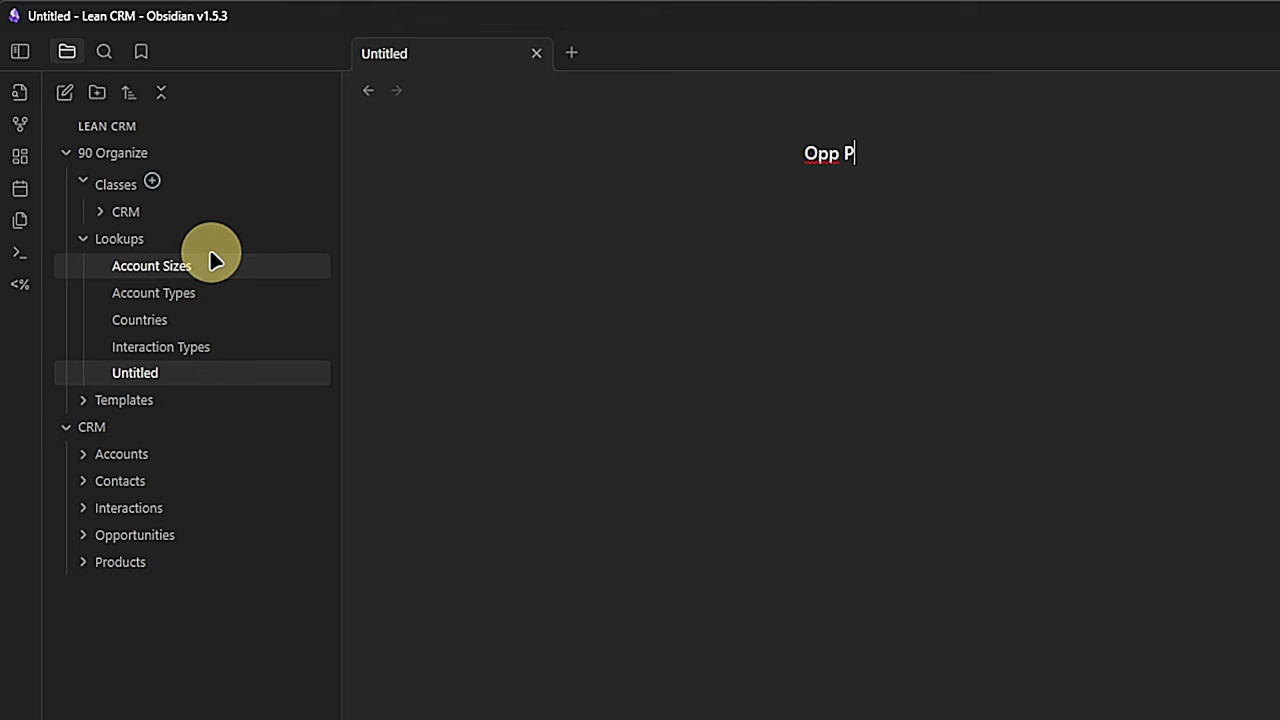 Untitled - Lean CRM - Obsidian v1.5.3
Untitled
LEAN CRM
90 Organize
Classes
CRM
Lookups
Account Sizes
Account Types
Countries
Interaction Types
Untitled
Templates
CRM
Accounts
Contacts
Interactions
Opportunities
Products
Opp P
<%